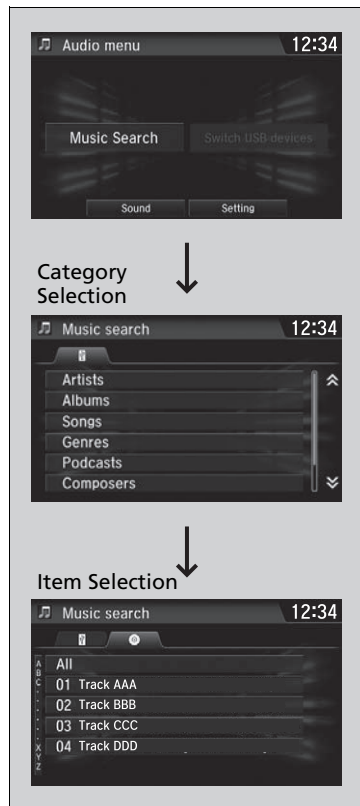 Audio menu 12:34
Music Search Switch USB devices
Sound Setting
Category
Selection
Music search 12:34
Artists
Albums
Songs
Genres
Podcasts
Composers
Item Selection
Music search 12:34
A
B
C
X
Y
Z
All
01 Track AAA
02 Track BBB
03 Track CCC
04 Track DDD